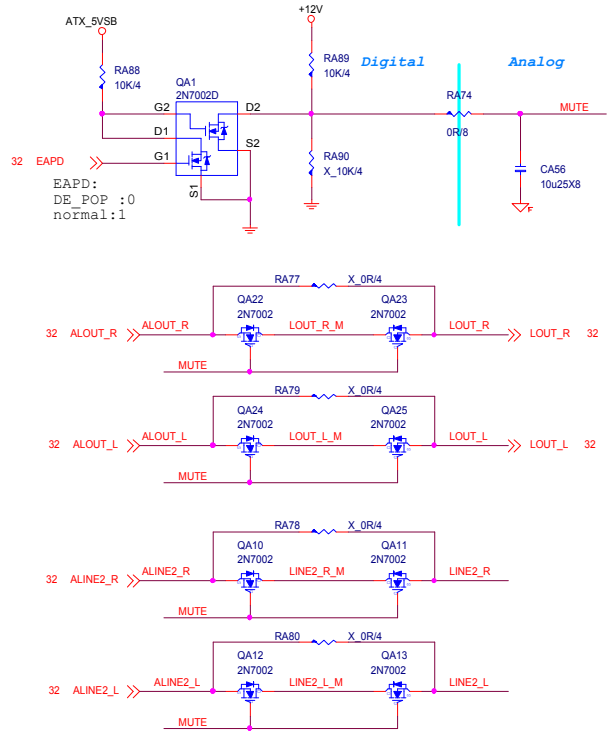 +12V
ATX_5VSB
RA88
10K/4
RA89
10K/4
Digital
Analog
QA1
2N7002D
G2
D2
D1
S2
G1
S1
RA74
0R/8
MUTE
32 EAPD
EAPD:
DE_POP :0
normal:1
RA90
X_10K/4
CA56
10u25X8
F
RA77
X_0R/4
QA22
2N7002
QA23
2N7002
32 ALOUT_R
ALOUT_R
LOUT_R_M
LOUT_R
LOUT_R 32
MUTE
RA79
X_0R/4
QA24
2N7002
QA25
2N7002
32 ALOUT_L
ALOUT_L
LOUT_L_M
LOUT_L
LOUT_L 32
MUTE
RA78
X_0R/4
QA10
2N7002
QA11
2N7002
32 ALINE2_R
ALINE2_R
LINE2_R_M
LINE2_R
MUTE
RA80
X_0R/4
QA12
2N7002
QA13
2N7002
32 ALINE2_L
ALINE2_L
LINE2_L_M
LINE2_L
MUTE